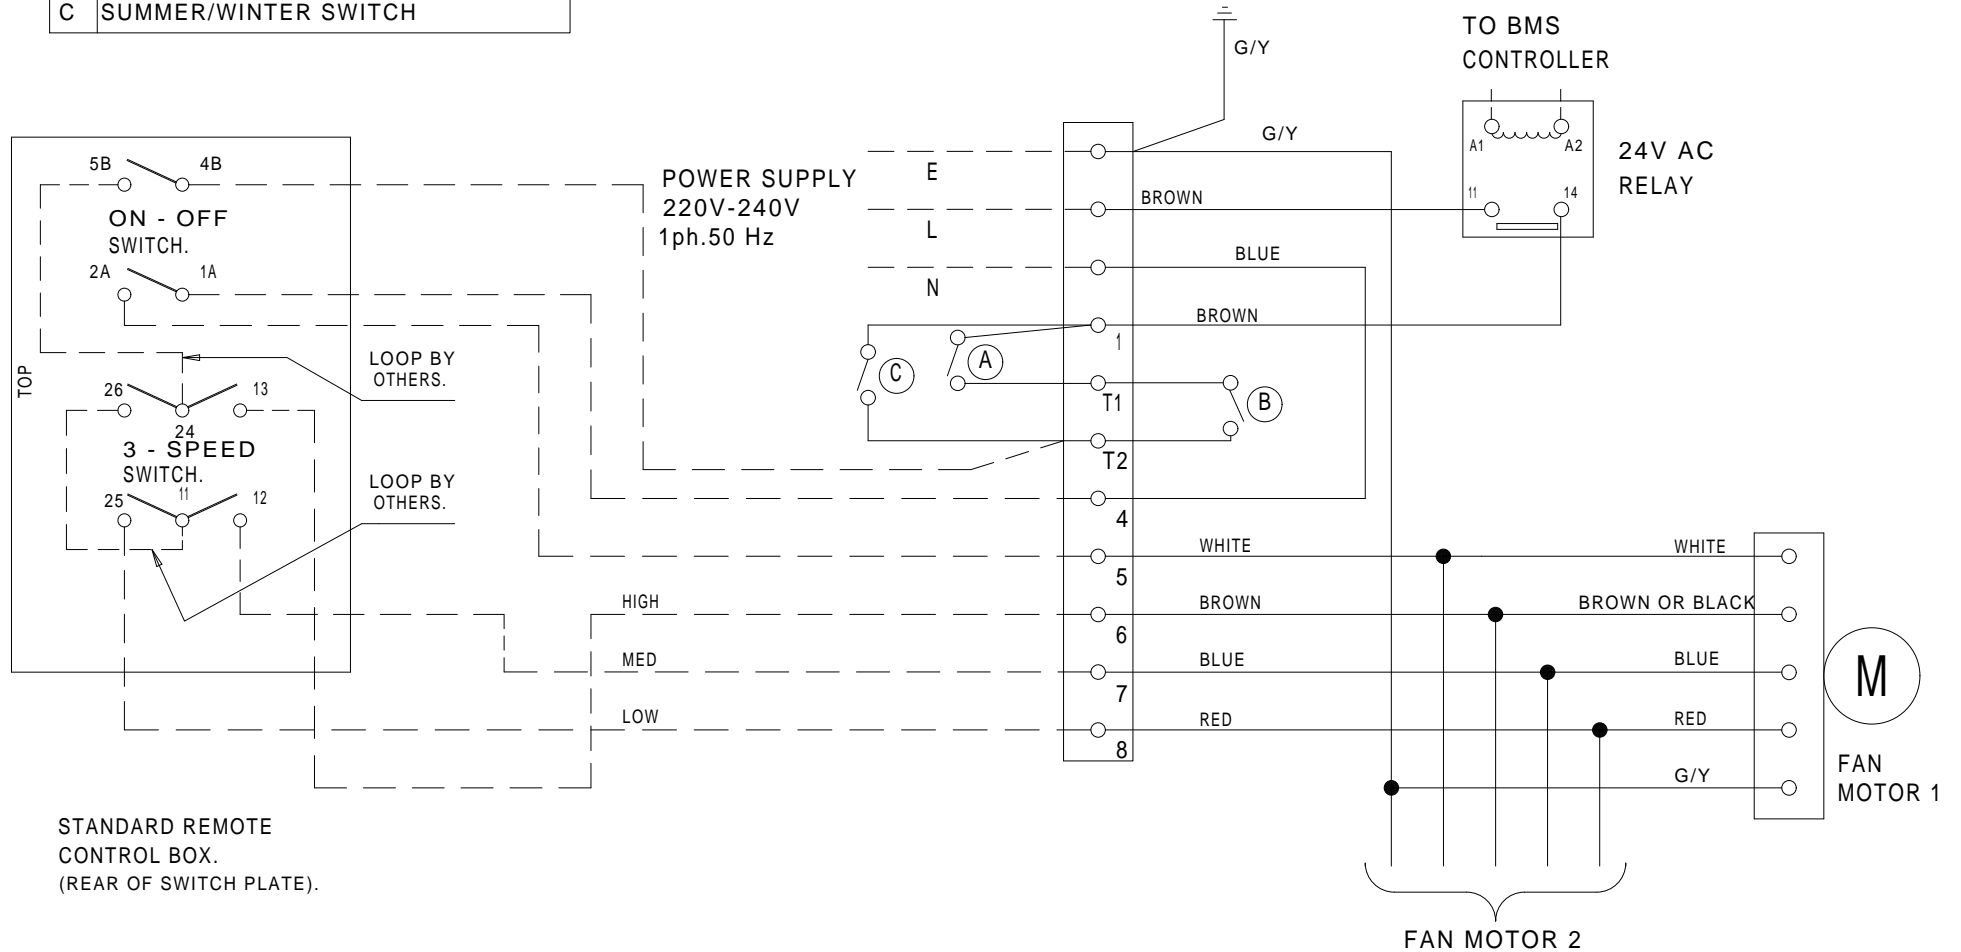 C SUMMER/WINTER SWITCH
TO BMS
CONTROLLER
G/Y
G/Y
A1
A2
11
14
24V AC
RELAY
POWER SUPPLY
220V-240V
1ph.50 Hz
E
L
N
BROWN
BLUE
BROWN
1
T1
T2
4
5
6
7
8
C
A
B
TOP
5B
4B
ON - OFF
SWITCH.
2A
1A
26
13
24
3 - SPEED
SWITCH.
25
11
12
LOOP BY
OTHERS.
LOOP BY
OTHERS.
HIGH
MED
LOW
WHITE
WHITE
BROWN
BROWN OR BLACK
BLUE
BLUE
RED
RED
G/Y
M
FAN
MOTOR 1
STANDARD REMOTE
CONTROL BOX.
(REAR OF SWITCH PLATE).
FAN MOTOR 2